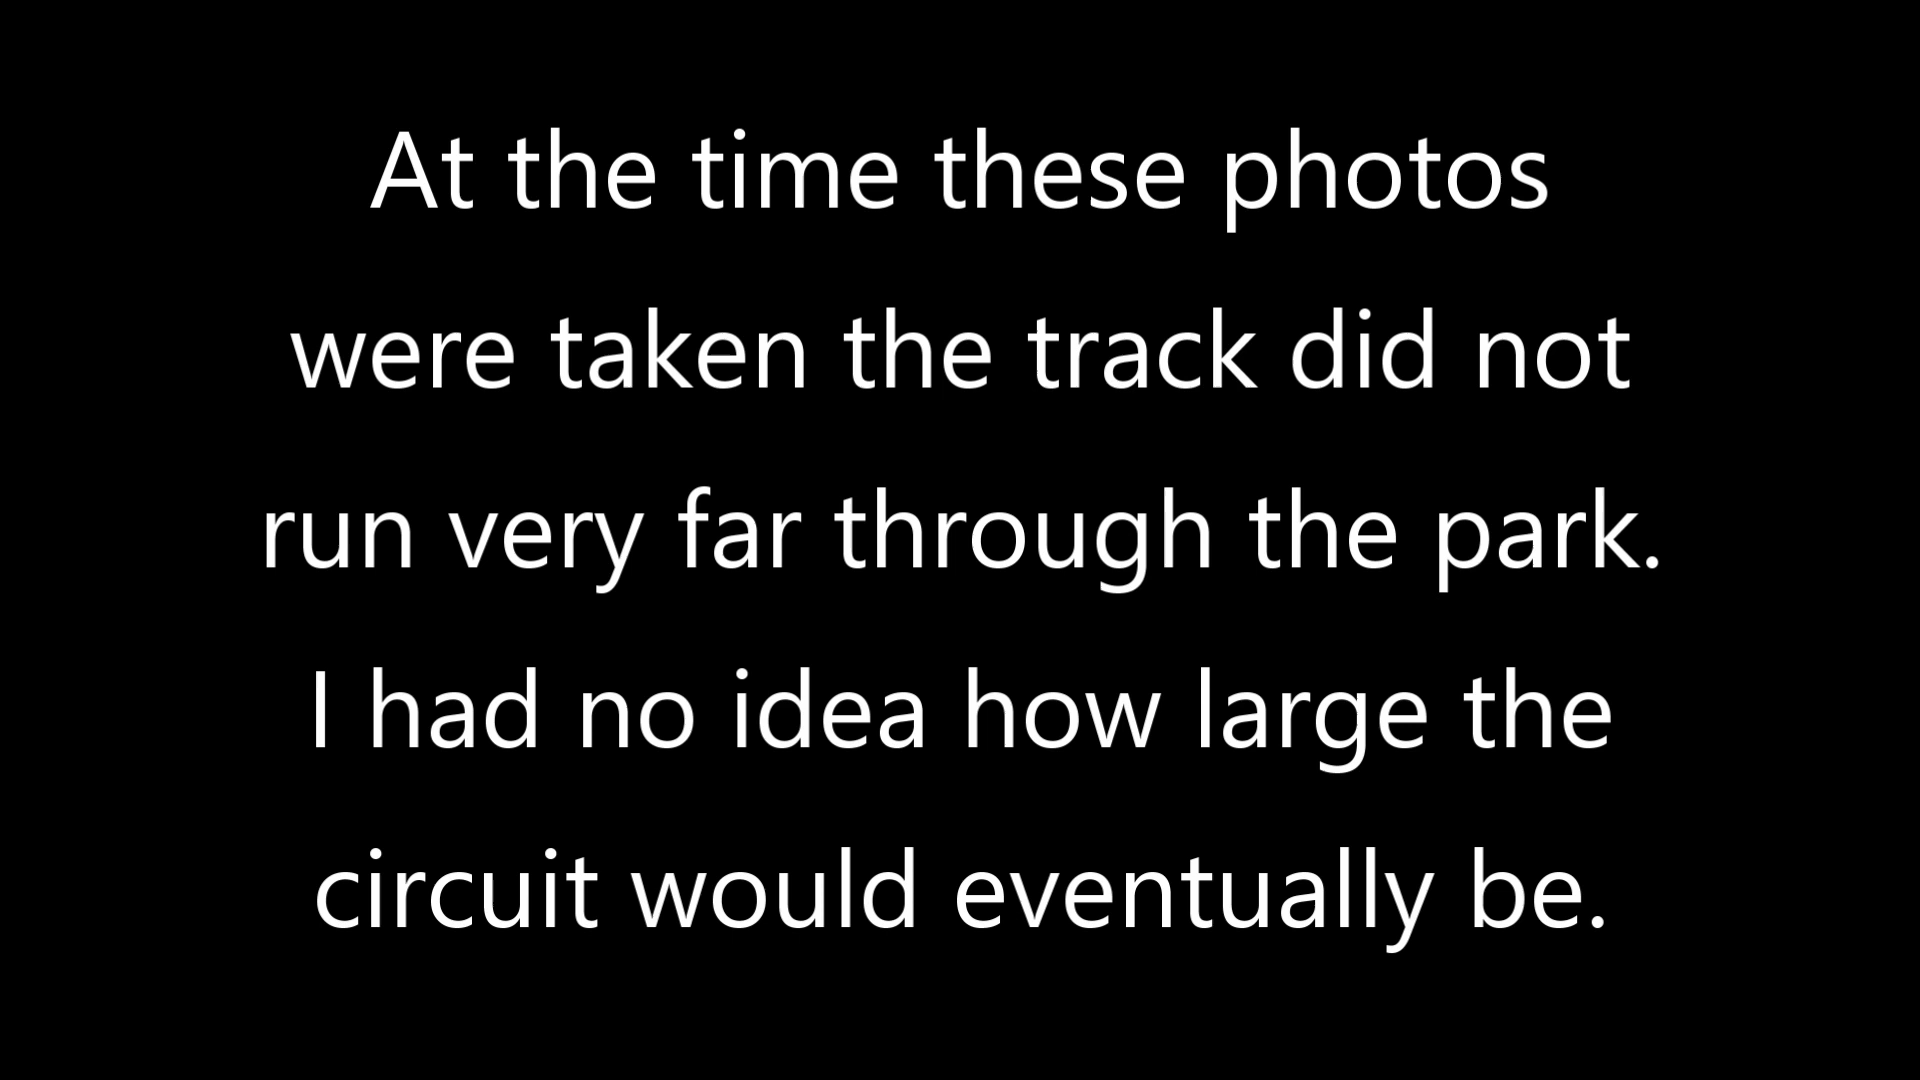 At the time these photos
were taken the track did not
run very far through the park.
I had no idea how large the
circuit would eventually be.